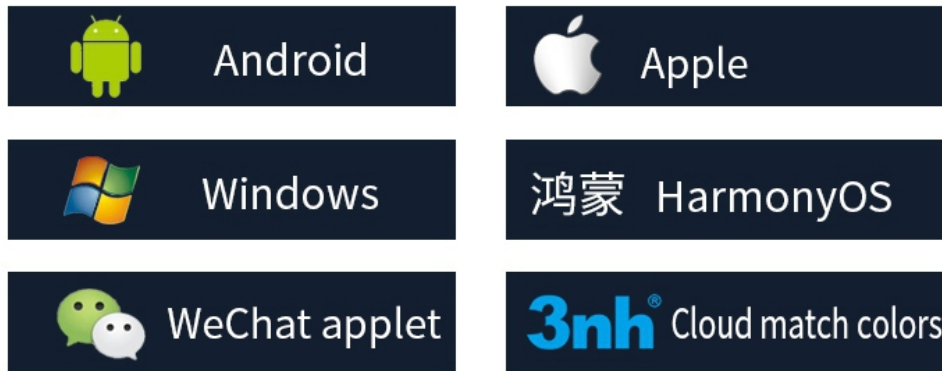 Android
Apple
Windows
鸿蒙 HarmonyOS
WeChat applet
3nh® Cloud match colors